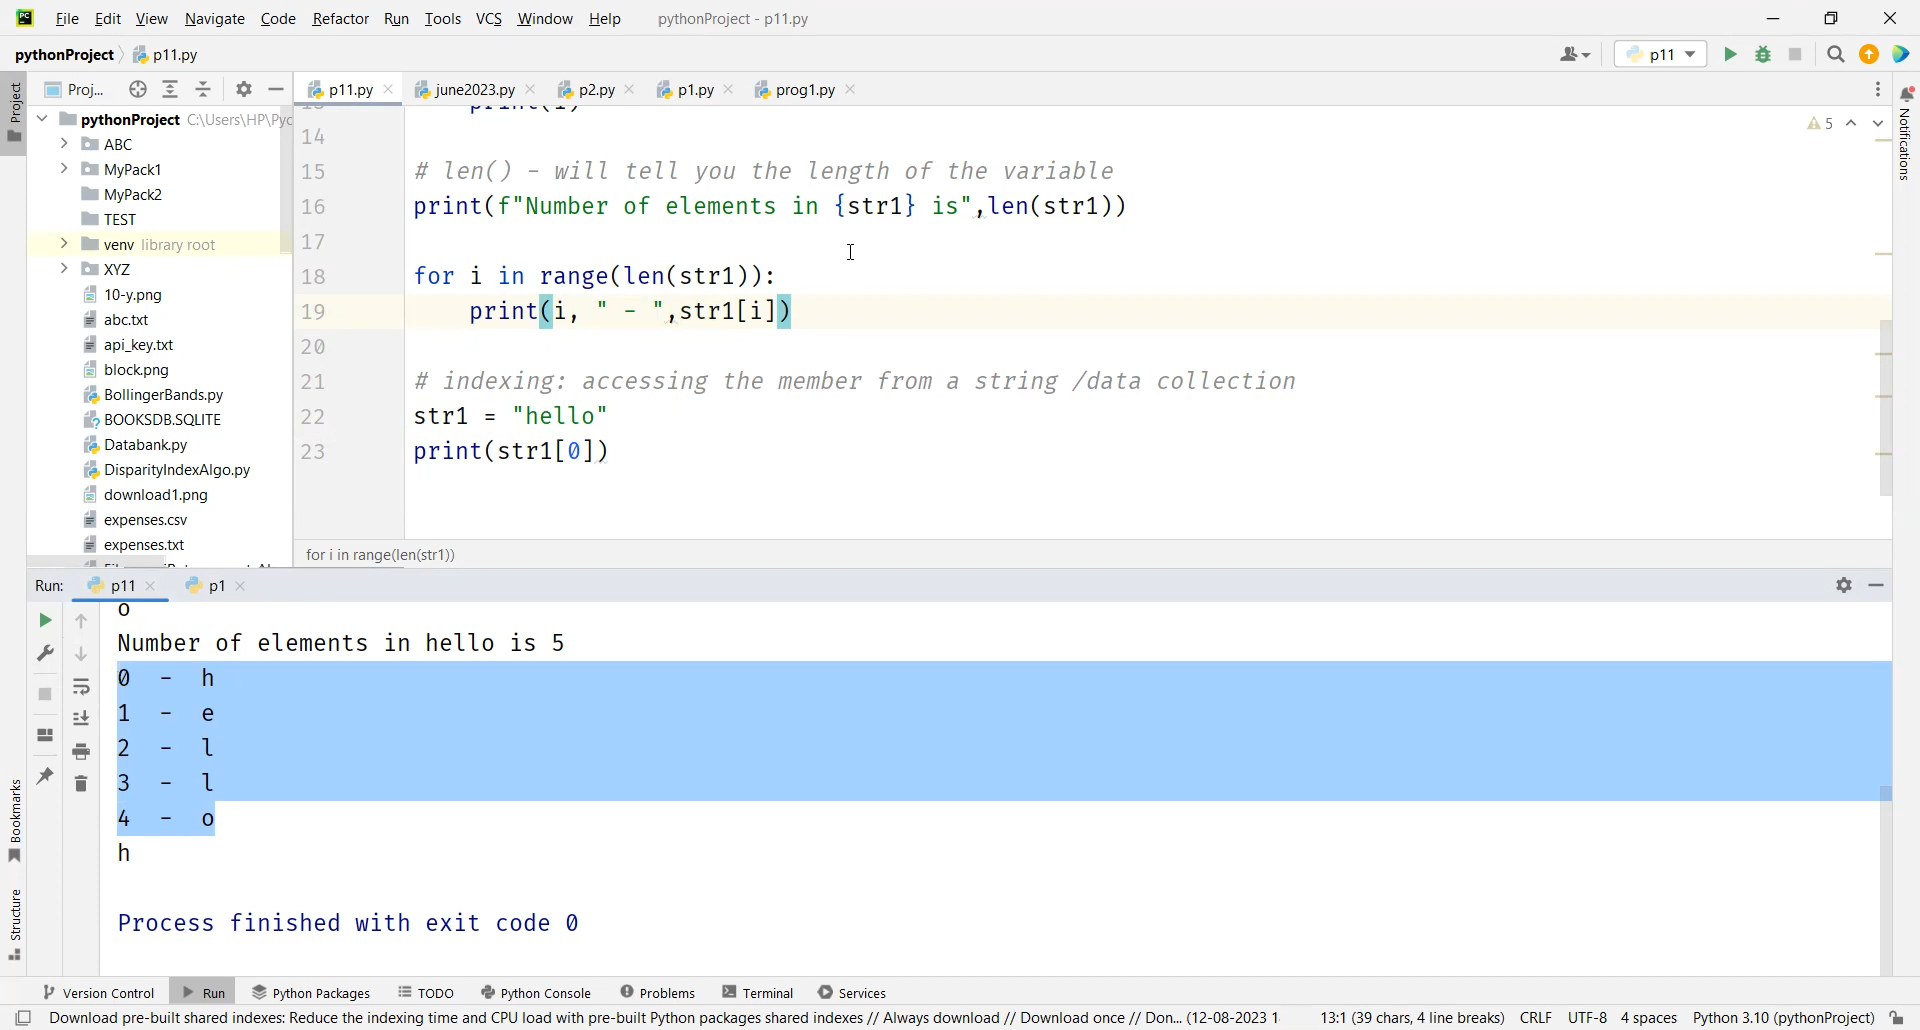 PC File Edit View Navigate Code Refactor Run Tools VCS Window Help pythonProject - p11.py
pythonProject p11.py
p11
Project
Proj...
p11.py june2023.py p2.py p1.py prog1.py
Notifications
pythonProject C:\Users\HP\Pyc
ABC
MyPack1
MyPack2
TEST
venv library root
XYZ
10-y.png
abc.txt
api_key.txt
block.png
BollingerBands.py
BOOKSDB.SQLITE
Databank.py
DisparityIndexAlgo.py
download1.png
expenses.csv
expenses.txt
5
14
15 # len() - will tell you the length of the variable
16 print(f"Number of elements in {str1} is",len(str1))
17
18 for i in range(len(str1)):
19 print(i, " - ",str1[i])
20
21 # indexing: accessing the member from a string /data collection
22 str1 = "hello"
23 print(str1[0])
for i in range(len(str1))
Run: p11 p1
o
Number of elements in hello is 5
0 - h
1 - e
2 - l
3 - l
4 - o
h
Process finished with exit code 0
Bookmarks
Structure
Version Control Run Python Packages TODO Python Console Problems Terminal Services
Download pre-built shared indexes: Reduce the indexing time and CPU load with pre-built Python packages shared indexes // Always download // Download once // Don... (12-08-2023 1 13:1 (39 chars, 4 line breaks) CRLF UTF-8 4 spaces Python 3.10 (pythonProject)